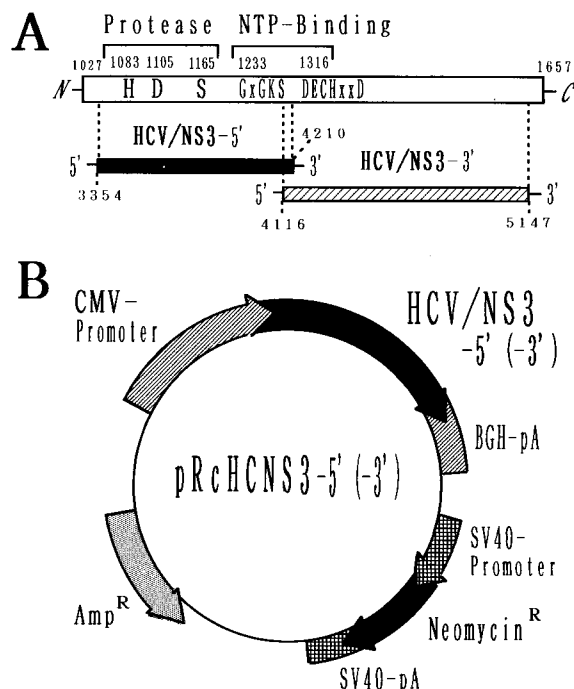 A
Protease NTP-Binding
1027 1083 1105 1165 1233 1316 1657
N H D S GxGKS DECHxxD C
HCV/NS3-5' 4210 HCV/NS3-3'
5' 3'
3354 5' 3'
4116 5147
B
CMV-
Promoter
HCV/NS3
-5' (-3')
BGH-pA
pRcHCNS3-5' (-3')
SV40-
Promoter
Amp R
Neomycin R
SV40-pA